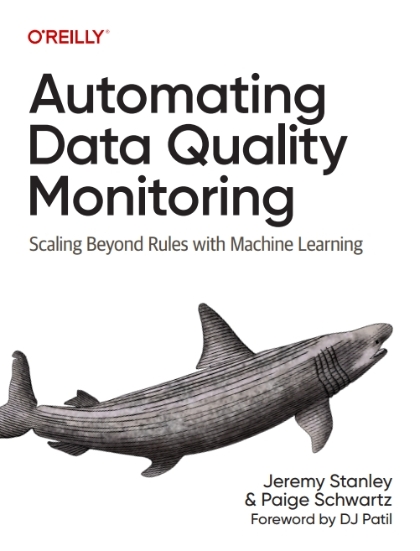 O'REILLY®
Automating
Data Quality
Monitoring
Scaling Beyond Rules with Machine Learning
Jeremy Stanley
& Paige Schwartz
Foreword by DJ Patil